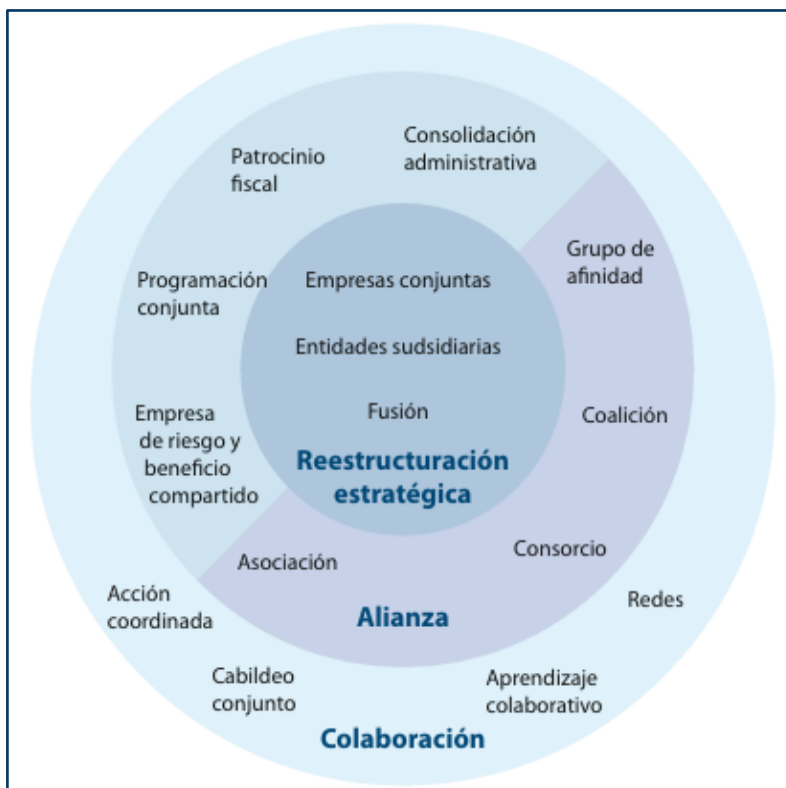 Consolidación
administrativa
Patrocinio
fiscal
Grupo de
afinidad
Programación
conjunta
Empresas conjuntas
Entidades sudsidiarias
Fusión
Empresa
de riesgo y
beneficio
compartido
Coalición
Reestructuración
estratégica
Asociación
Consorcio
Acción
coordinada
Alianza
Redes
Cabildeo
conjunto
Aprendizaje
colaborativo
Colaboración